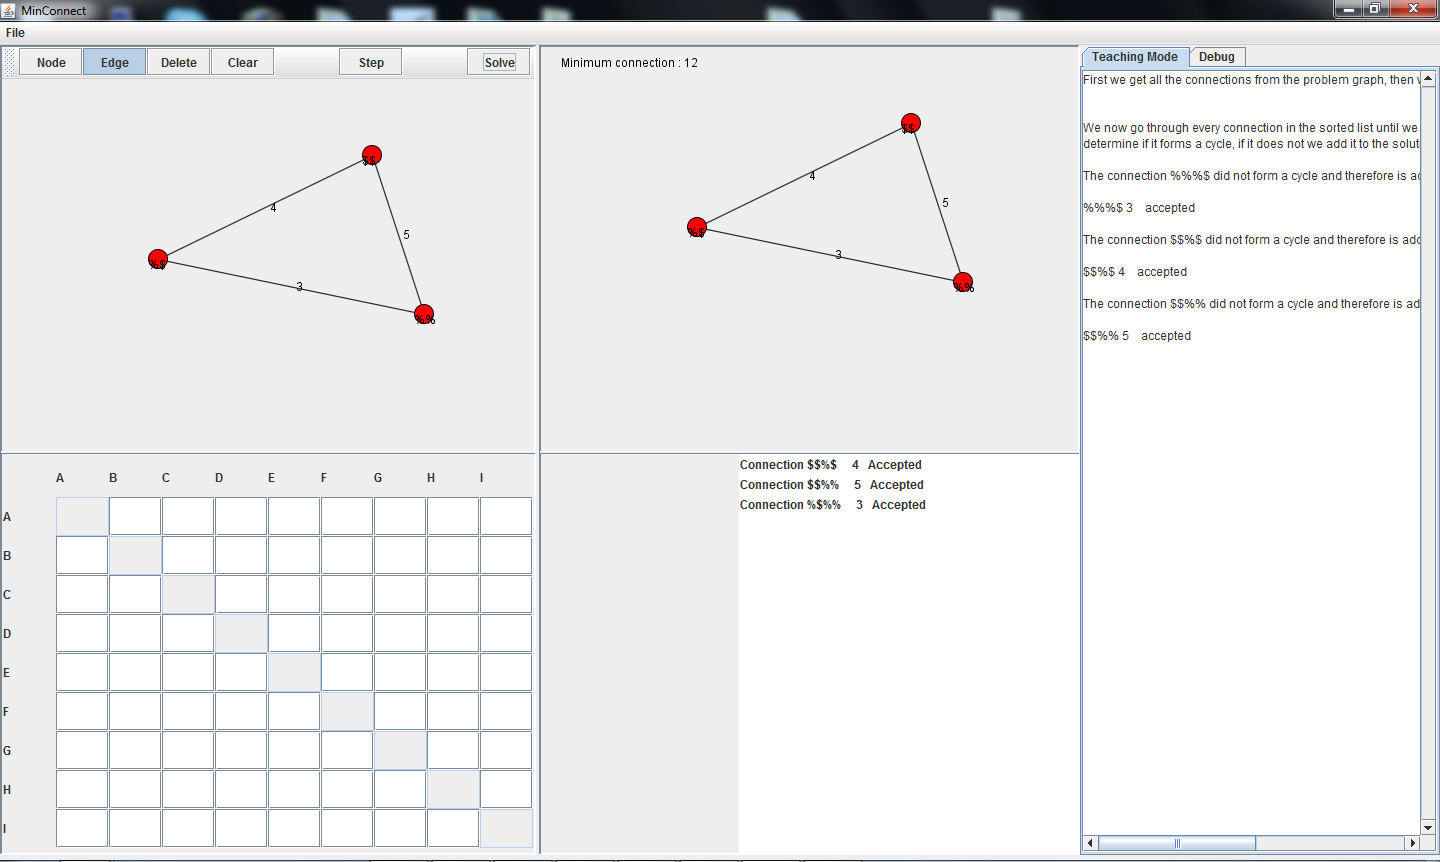 MinConnect
File
Node Edge Delete Clear Step Solve
$$
4
5
%$
3
%%
Minimum connection : 12
$$
4
5
%$
3
%%
Teaching Mode Debug
First we get all the connections from the problem graph, then
We now go through every connection in the sorted list until we
determine if it forms a cycle, if it does not we add it to the solut
The connection %%%$ did not form a cycle and therefore is ac
%%%$ 3 accepted
The connection $$%$ did not form a cycle and therefore is adc
$$%$ 4 accepted
The connection $$%% did not form a cycle and therefore is ad
$$%% 5 accepted
A B C D E F G H I
A
B
C
D
E
F
G
H
I
Connection $$%$ 4 Accepted
Connection $$%% 5 Accepted
Connection %$%% 3 Accepted